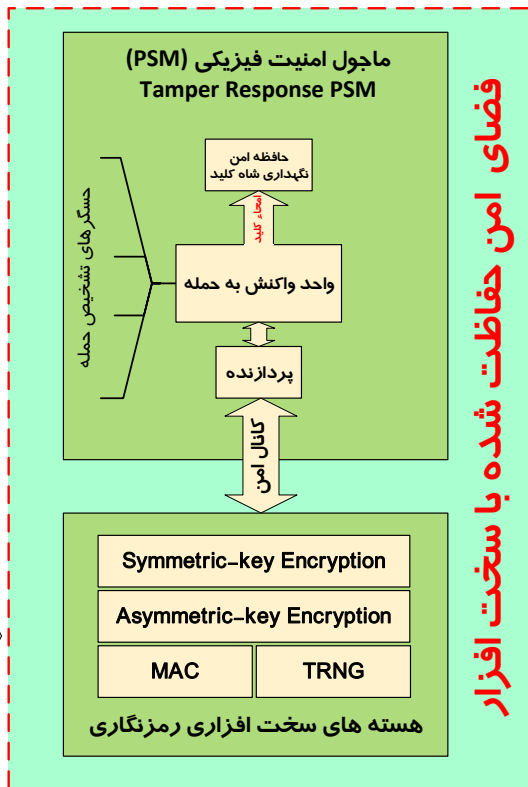 ماجول امنیت فیزیکی (PSM)
Tamper Response PSM
حافظه امن
نگهداری شاه کلید
امحاء کلید
واحد واکنش به حمله
حسگرهای تشخیص حمله
پردازنده
کانال امن
Symmetric-key Encryption
Asymmetric-key Encryption
MAC
TRNG
هسته های سخت افزاری رمزنگاری
فضای امن حفاظت شده با سخت افزار